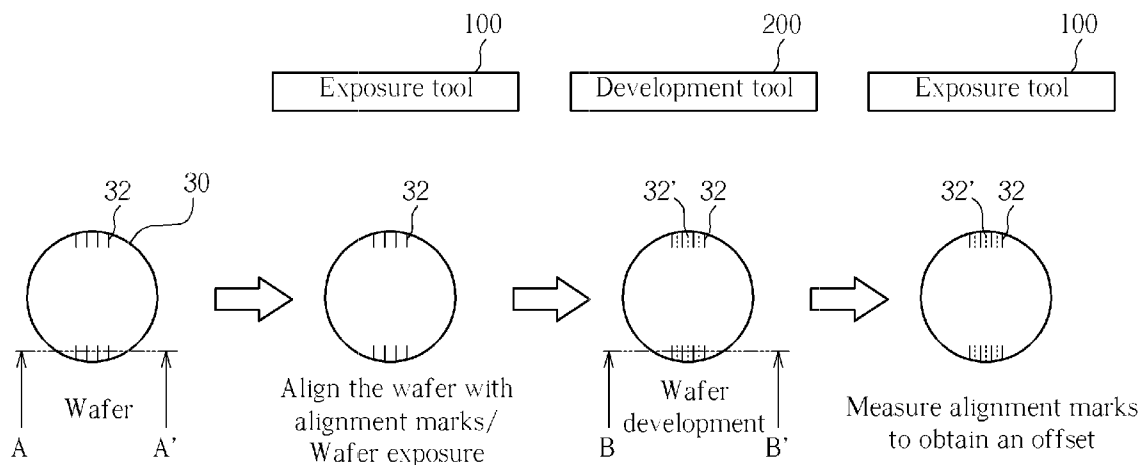 100
200
100
Exposure tool
Development tool
Exposure tool
32
30
32
32'
32
32'
32
A
Wafer
A'
Align the wafer with
alignment marks/
Wafer exposure
B
Wafer
development
B'
Measure alignment marks
to obtain an offset